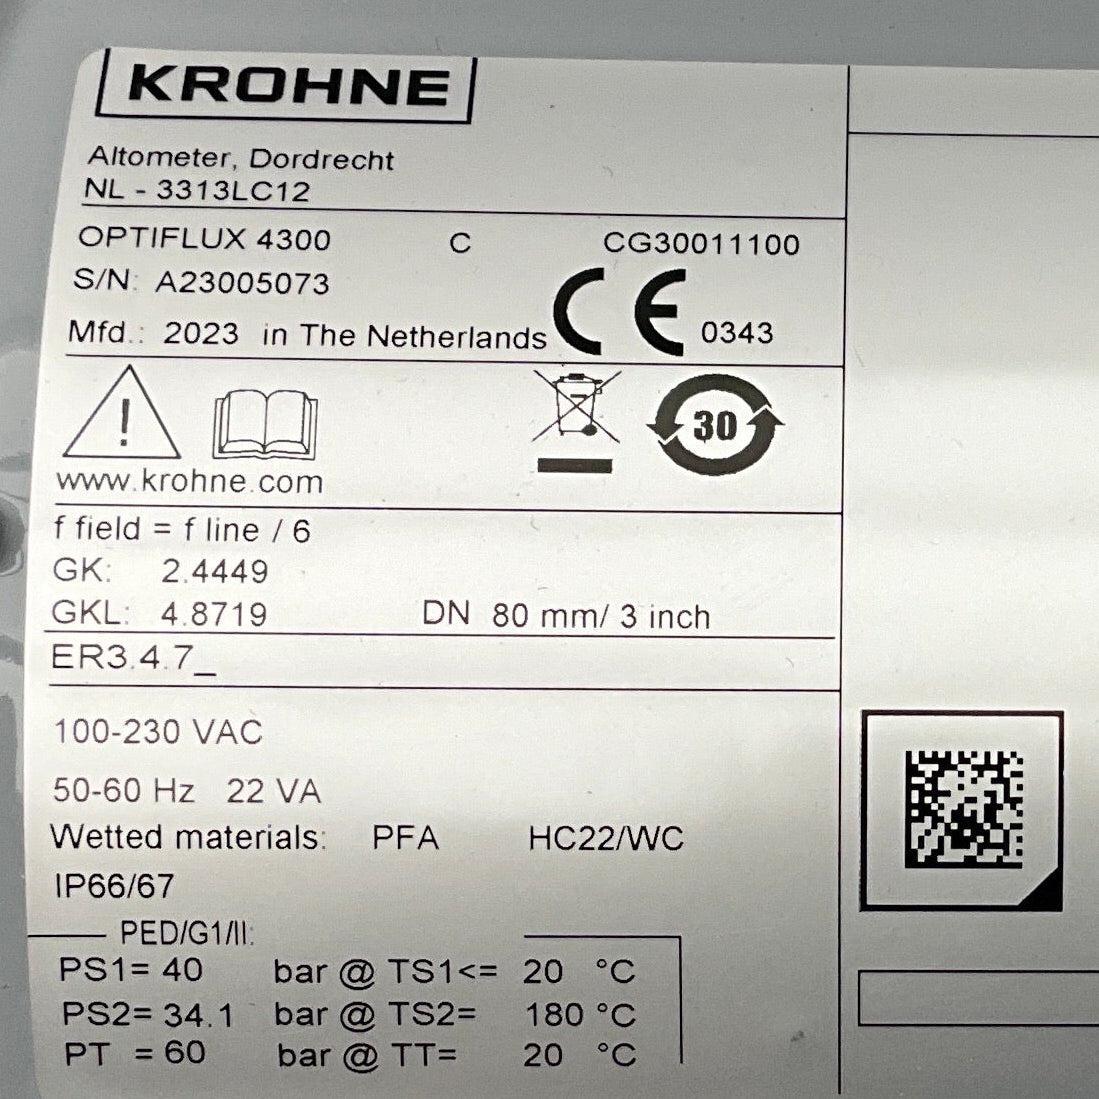 KROHNE
Altometer, Dordrecht
NL - 3313LC12
OPTIFLUX 4300 C CG30011100
S/N: A23005073
Mfd.: 2023 in The Netherlands CE 0343
30
www.krohne.com
f field = f line / 6
GK: 2.4449
GKL: 4.8719 DN 80 mm/ 3 inch
ER3.4.7_
100-230 VAC
50-60 Hz 22 VA
Wetted materials: PFA HC22/WC
IP66/67
PED/G1/II:
PS1= 40 bar @ TS1<= 20 °C
PS2= 34.1 bar @ TS2= 180 °C
PT = 60 bar @ TT= 20 °C